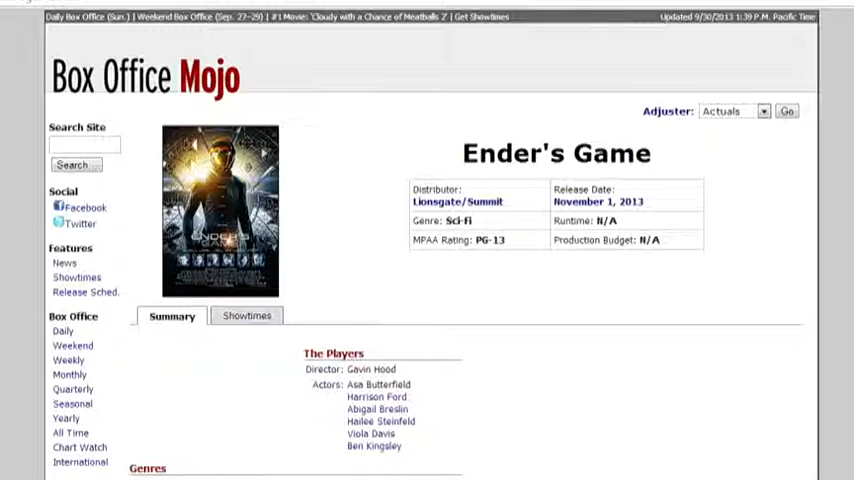 Daily Box Office (Sun.) | Weekend Box Office (Sep. 27–29) | #1 Movie: 'Cloudy with a Chance of Meatballs 2' | Get Showtimes
Updated 9/30/2013 1:39 P.M. Pacific Time
Box Office Mojo
Adjuster: Actuals Go
Search Site
Search...
Social
Facebook
Twitter
Features
News
Showtimes
Release Sched.
Box Office
Daily
Weekend
Weekly
Monthly
Quarterly
Seasonal
Yearly
All Time
Chart Watch
International
ENDER'S
GAME
Ender's Game
Distributor:
Lionsgate/Summit
Release Date:
November 1, 2013
Genre: Sci-fi
Runtime: N/A
MPAA Rating: PG-13
Production Budget: N/A
Summary
Showtimes
The Players
Director: Gavin Hood
Actors: Asa Butterfield
Harrison Ford
Abigail Breslin
Hailee Steinfeld
Viola Davis
Ben Kingsley
Genres